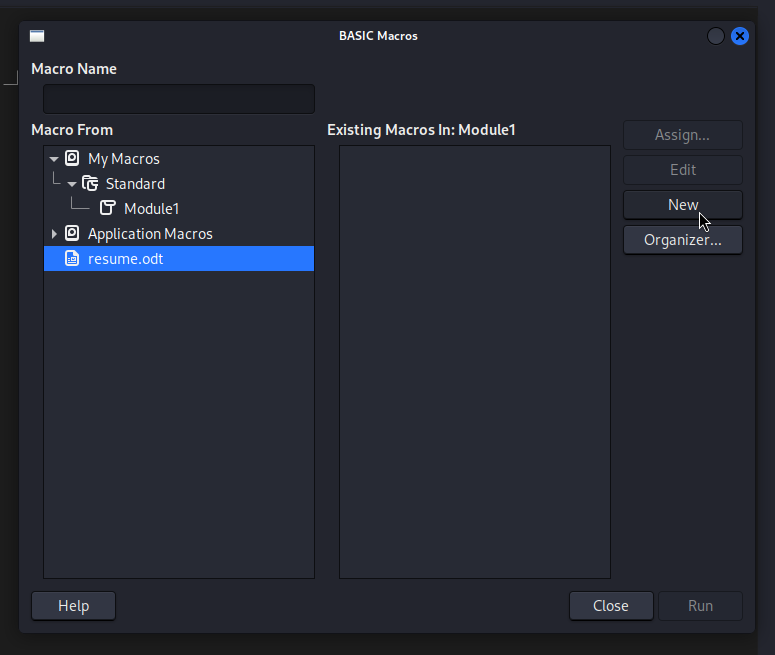 BASIC Macros
Macro Name
Macro From
Existing Macros In: Module1
My Macros
Standard
Module1
Application Macros
resume.odt
Assign...
Edit
New
Organizer...
Help
Close
Run